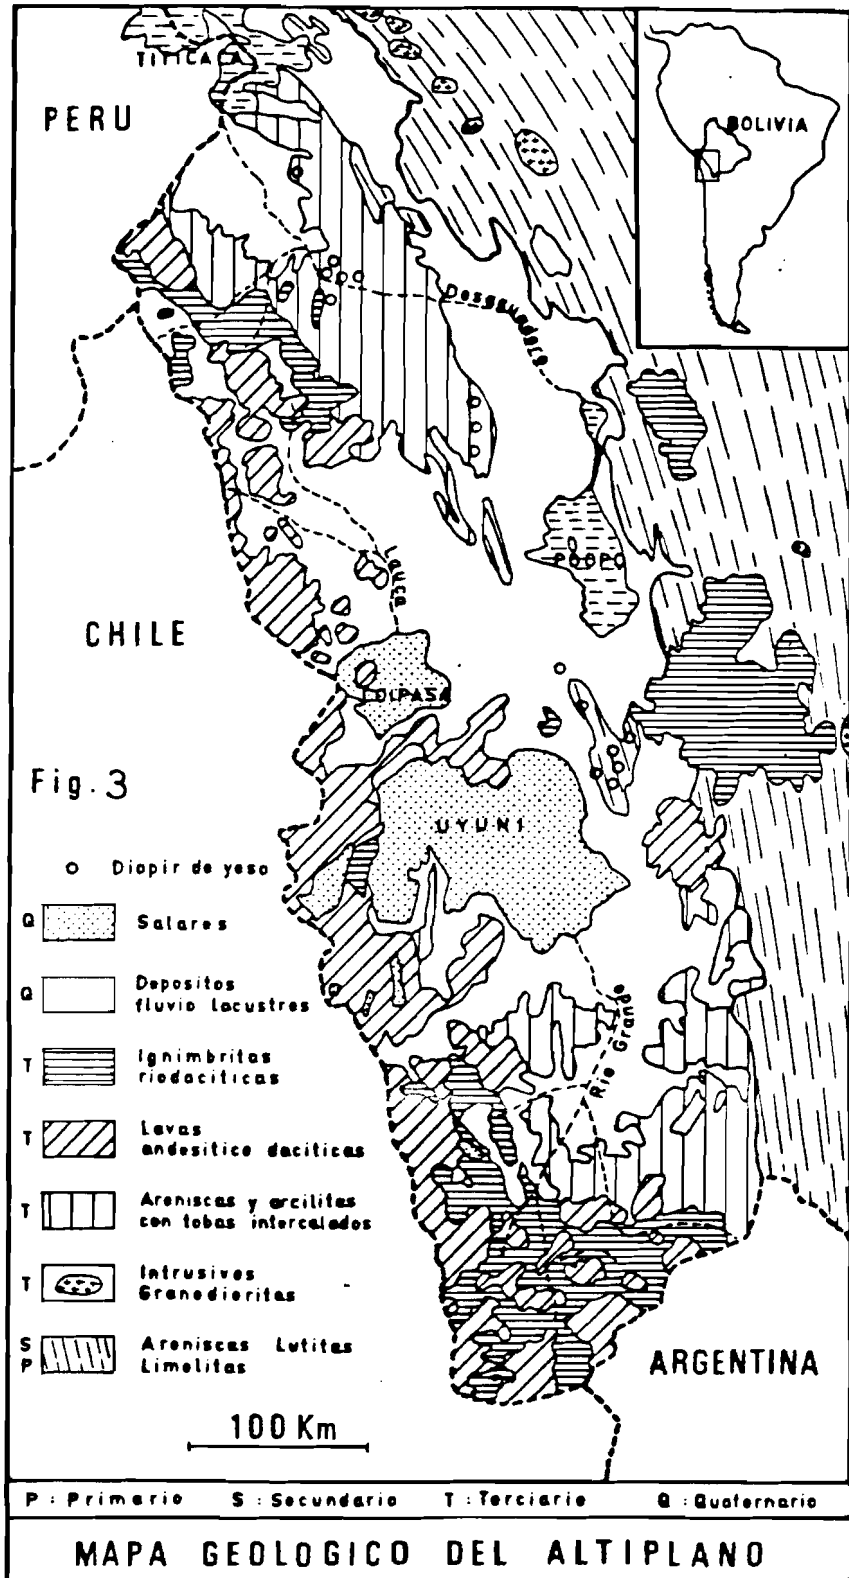 TITICACA
PERU
BOLIVIA
Desaguadero
Lauca
POOPO
CHILE
COIPASA
Fig. 3
UYUNI
Diapir de yeso
Q Salares
Q Depositos
fluvio lacustres
Rio Grande
T Ignimbritas
riodaciticas
T Lavas
andesitico daciticas
T Areniscas y arcilitas
con tobas intercalados
T Intrusivos
Granodioritas
S Areniscas Lutitas
P Limolitas
ARGENTINA
100 Km
P : Primario S : Secundario T : Terciario Q : Quaternario
MAPA GEOLOGICO DEL ALTIPLANO